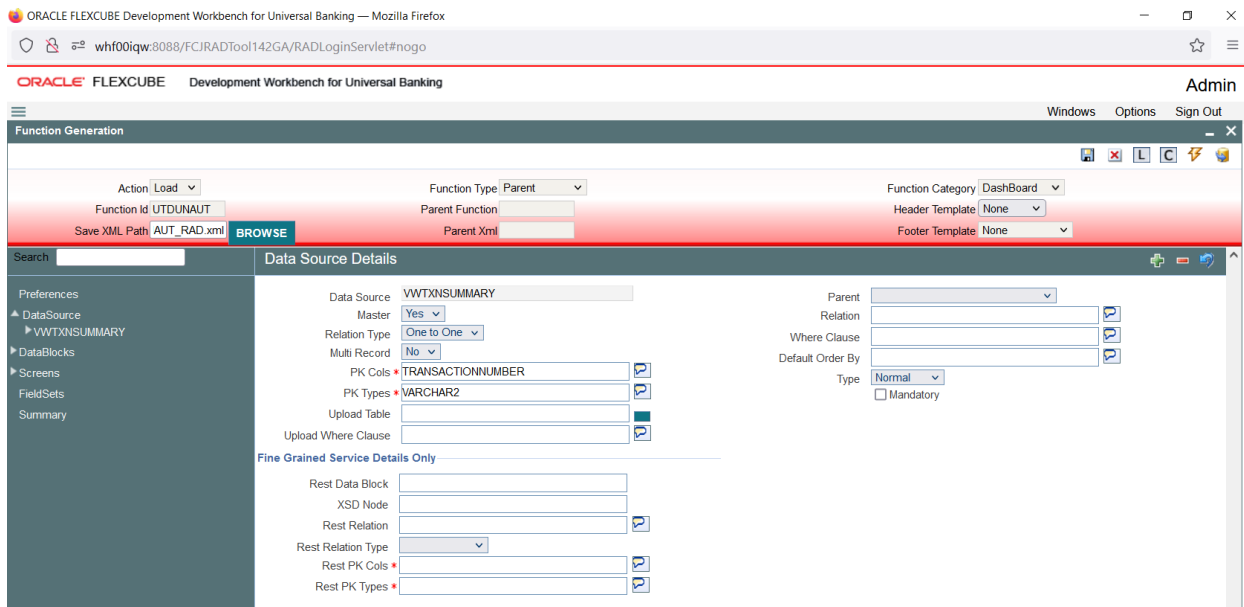 ORACLE FLEXCUBE Development Workbench for Universal Banking — Mozilla Firefox
whf00iqw:8088/FCJRADTool142GA/RADLoginServlet#nogo
ORACLE FLEXCUBE Development Workbench for Universal Banking Admin
Windows Options Sign Out
Function Generation
L C
Action Load Function Type Parent Function Category DashBoard
Function Id UTDUNAUT Parent Function Header Template None
Save XML Path AUT_RAD.xml BROWSE Parent Xml Footer Template None
Search Data Source Details
Preferences
DataSource
VWTXNSUMMARY
DataBlocks
Screens
FieldSets
Summary
Data Source VWTXNSUMMARY Parent
Master Yes Relation
Relation Type One to One Where Clause
Multi Record No Default Order By
PK Cols * TRANSACTIONNUMBER Type Normal
PK Types * VARCHAR2 Mandatory
Upload Table
Upload Where Clause
Fine Grained Service Details Only
Rest Data Block
XSD Node
Rest Relation
Rest Relation Type
Rest PK Cols *
Rest PK Types *